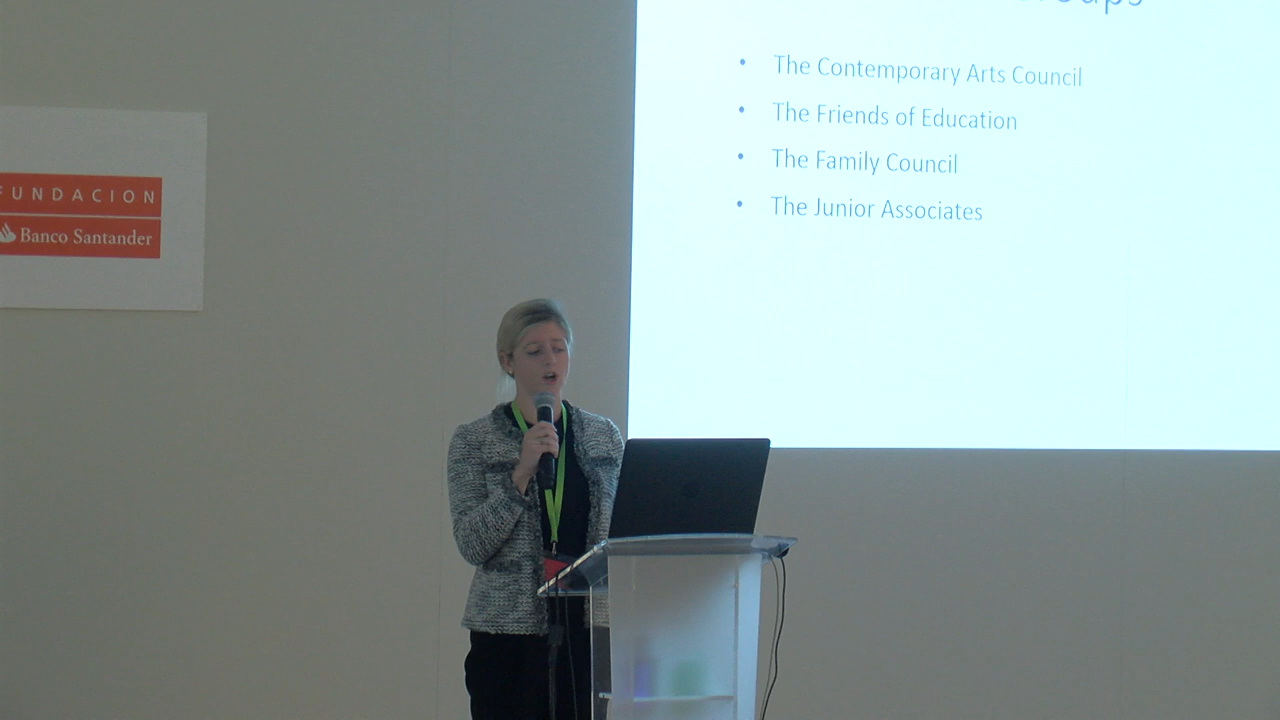 FUNDACION
Banco Santander
• The Contemporary Arts Council
• The Friends of Education
• The Family Council
• The Junior Associates